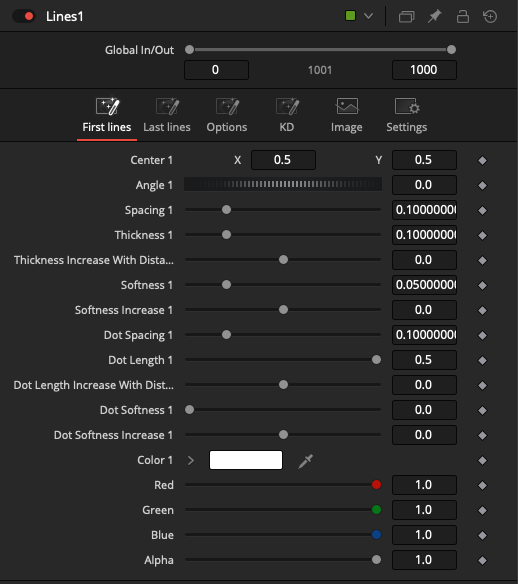 Lines1
Global In/Out
0 1001 1000
First lines Last lines Options KD Image Settings
Center 1 X 0.5 Y 0.5
Angle 1 0.0
Spacing 1 0.1000000
Thickness 1 0.1000000
Thickness Increase With Dista... 0.0
Softness 1 0.0500000
Softness Increase 1 0.0
Dot Spacing 1 0.1000000
Dot Length 1 0.5
Dot Length Increase With Dist... 0.0
Dot Softness 1 0.0
Dot Softness Increase 1 0.0
Color 1
Red 1.0
Green 1.0
Blue 1.0
Alpha 1.0